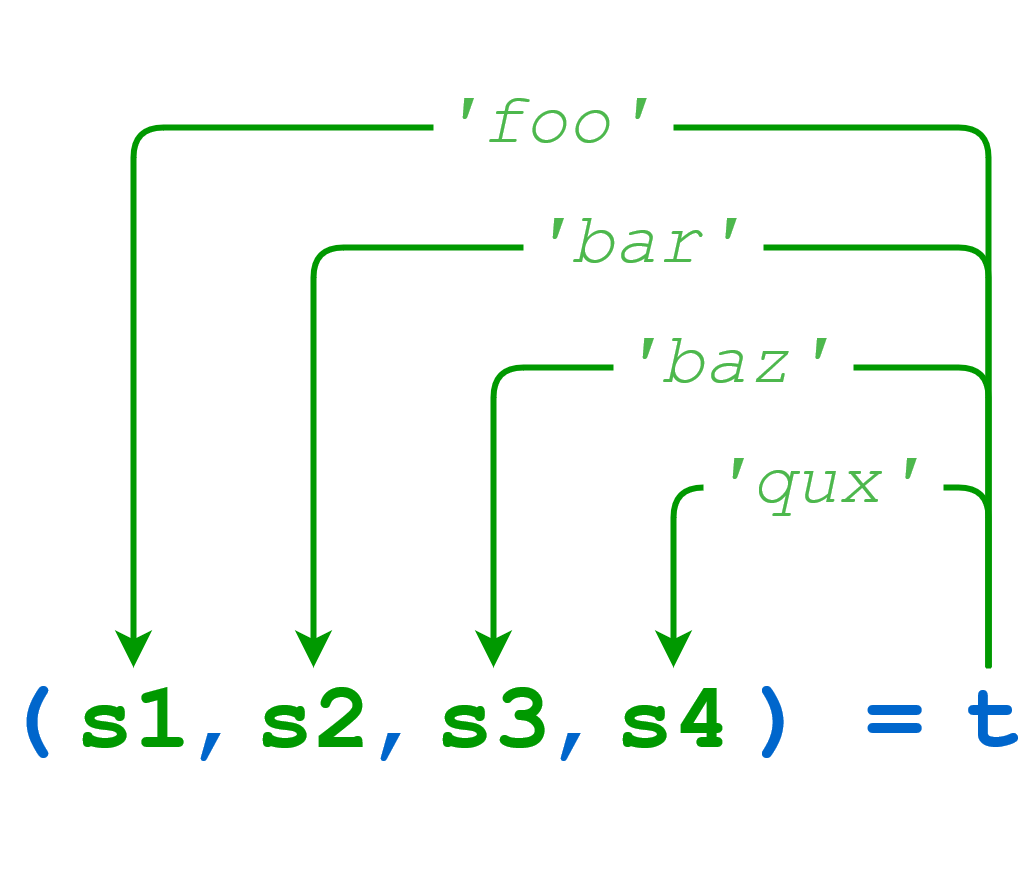 'foo'
'bar'
'baz'
'qux'
(s1, s2, s3, s4) = t